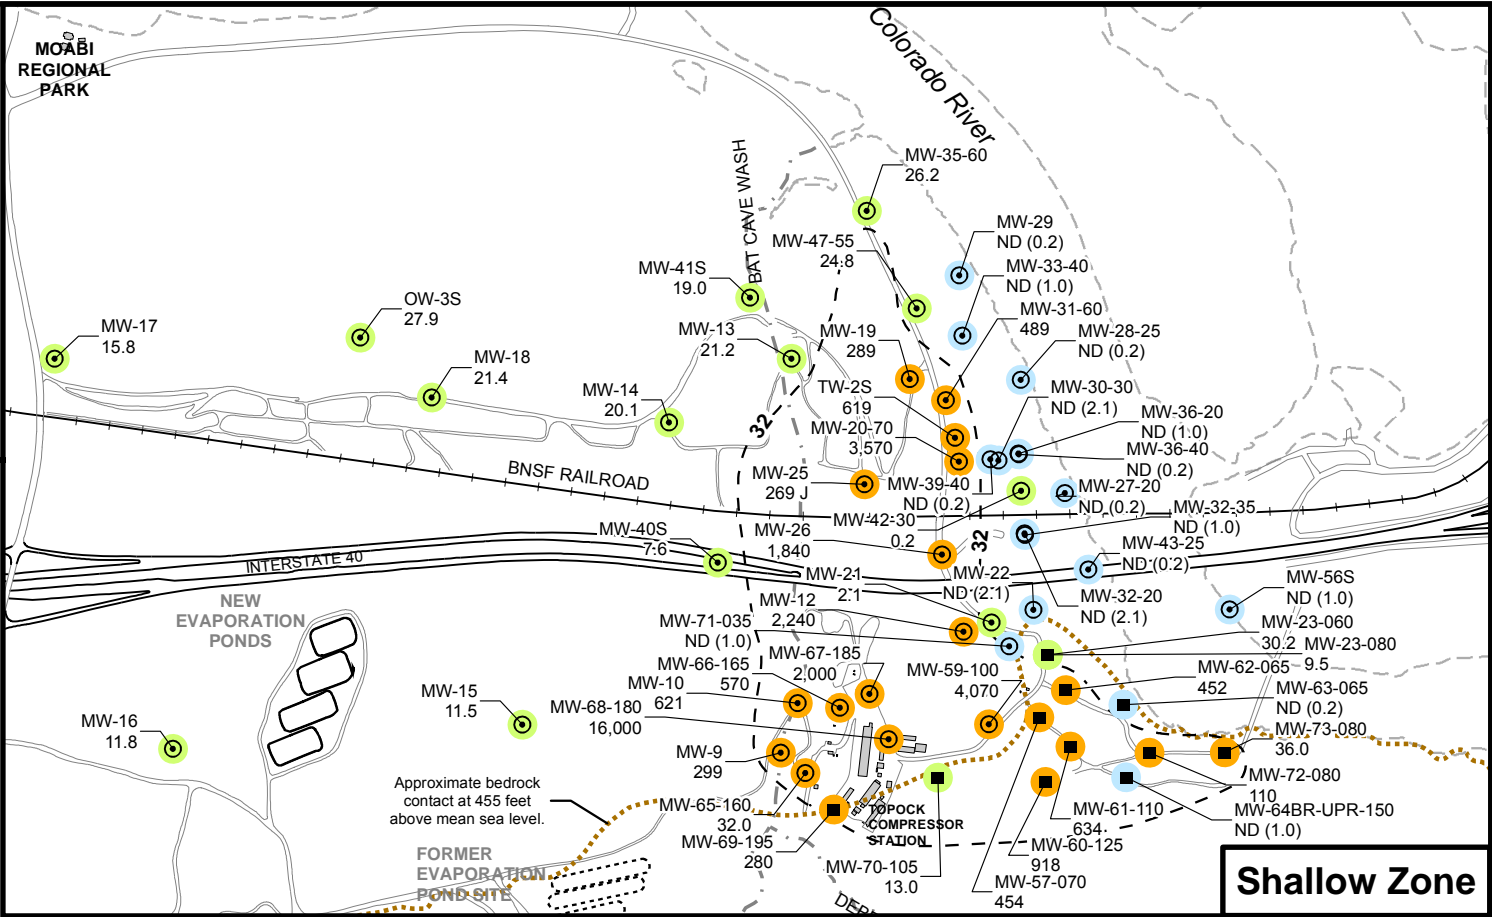 MOABI
REGIONAL
PARK
Colorado River
BAT CAVE WASH
MW-35-60
26.2
MW-29
ND (0.2)
MW-47-55
24.8
MW-33-40
ND (1.0)
MW-41S
19.0
MW-31-60
489
OW-3S
27.9
MW-17
15.8
MW-13
21.2
MW-19
289
MW-28-25
ND (0.2)
MW-18
21.4
MW-14
20.1
TW-2S
619
MW-30-30
ND (2.1)
MW-20-70
3,570
MW-36-20
ND (1.0)
MW-36-40
ND (0.2)
32
BNSF RAILROAD
MW-25
269 J
MW-39-40
ND (0.2)
MW-27-20
ND (0.2)
MW-42-30
0.2
MW-32-35
ND (1.0)
MW-40S
7.6
MW-26
1,840
32
MW-43-25
ND (0.2)
INTERSTATE 40
MW-21
2.1
MW-22
ND (2.1)
MW-32-20
ND (2.1)
MW-56S
ND (1.0)
NEW
EVAPORATION
PONDS
MW-12
2,240
MW-71-035
ND (1.0)
MW-23-060
30.2
MW-23-080
9.5
MW-67-185
2,000
MW-66-165
570
MW-59-100
4,070
MW-62-065
452
MW-10
621
MW-63-065
ND (0.2)
MW-15
11.5
MW-68-180
16,000
MW-16
11.8
MW-73-080
36.0
MW-9
299
MW-72-080
110
Approximate bedrock
contact at 455 feet
above mean sea level.
MW-65-160
32.0
TOPOCK
COMPRESSOR
STATION
MW-61-110
634
MW-64BR-UPR-150
ND (1.0)
MW-69-195
280
MW-60-125
918
FORMER
EVAPORATION
POND SITE
MW-70-105
13.0
MW-57-070
454
Shallow Zone